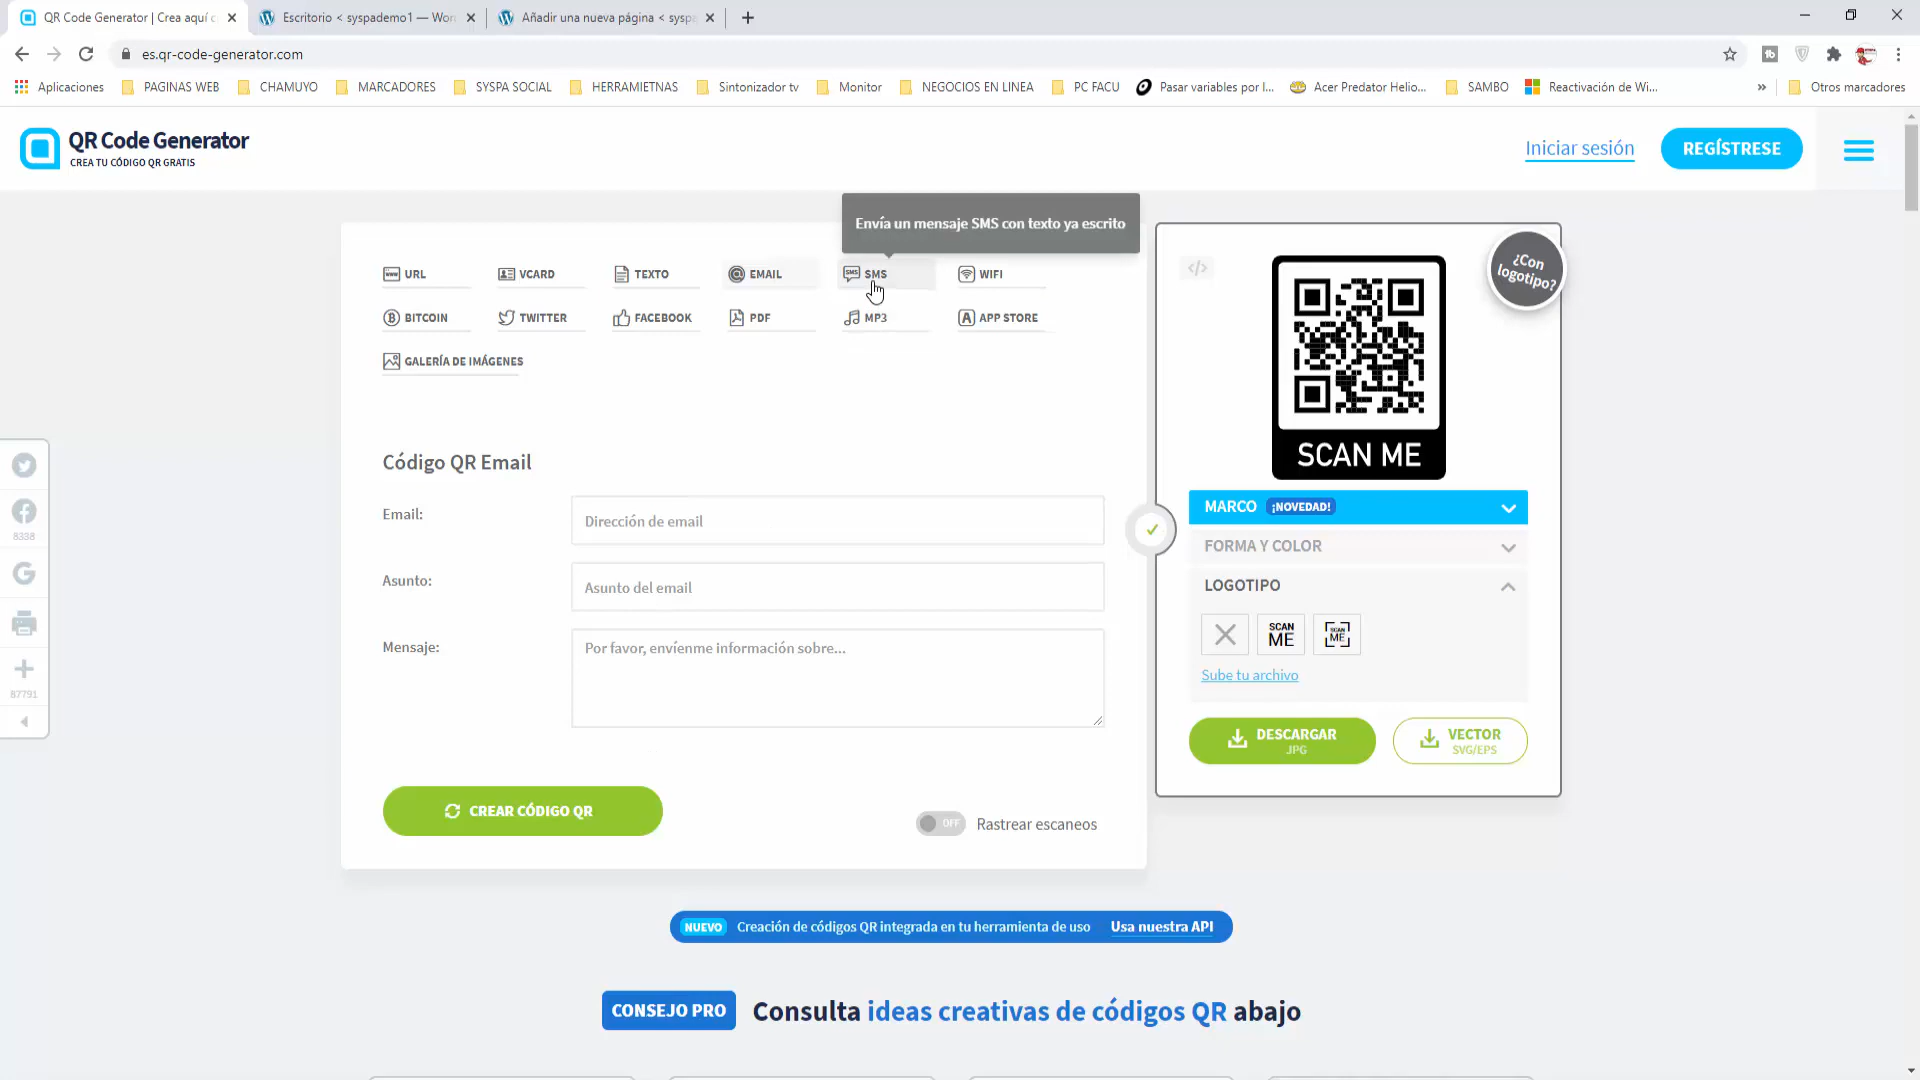 QR Code Generator | Crea aquí c
Escritorio < syspademo1 — Wor
Añadir una nueva página < sysp
es.qr-code-generator.com
Aplicaciones
PAGINAS WEB
CHAMUYO
MARCADORES
SYSPA SOCIAL
HERRAMIETNAS
Sintonizador tv
Monitor
NEGOCIOS EN LINEA
PC FACU
Pasar variables por l...
Acer Predator Helio...
SAMBO
Reactivación de Wi...
»
Otros marcadores
QR Code Generator
CREA TU CÓDIGO QR GRATIS
Iniciar sesión
REGÍSTRESE
Envía un mensaje SMS con texto ya escrito
URL
VCARD
TEXTO
EMAIL
SMS
WIFI
BITCOIN
TWITTER
FACEBOOK
PDF
MP3
APP STORE
GALERÍA DE IMÁGENES
Código QR Email
Email:
Dirección de email
Asunto:
Asunto del email
Mensaje:
Por favor, envíenme información sobre...
CREAR CÓDIGO QR
OFF
Rastrear escaneos
8338
87791
</>
¿Con
logotipo?
SCAN ME
MARCO ¡NOVEDAD!
FORMA Y COLOR
LOGOTIPO
SCAN
ME
SCAN
ME
Sube tu archivo
DESCARGAR
JPG
VECTOR
SVG/EPS
NUEVO Creación de códigos QR integrada en tu herramienta de uso Usa nuestra API
CONSEJO PRO Consulta ideas creativas de códigos QR abajo